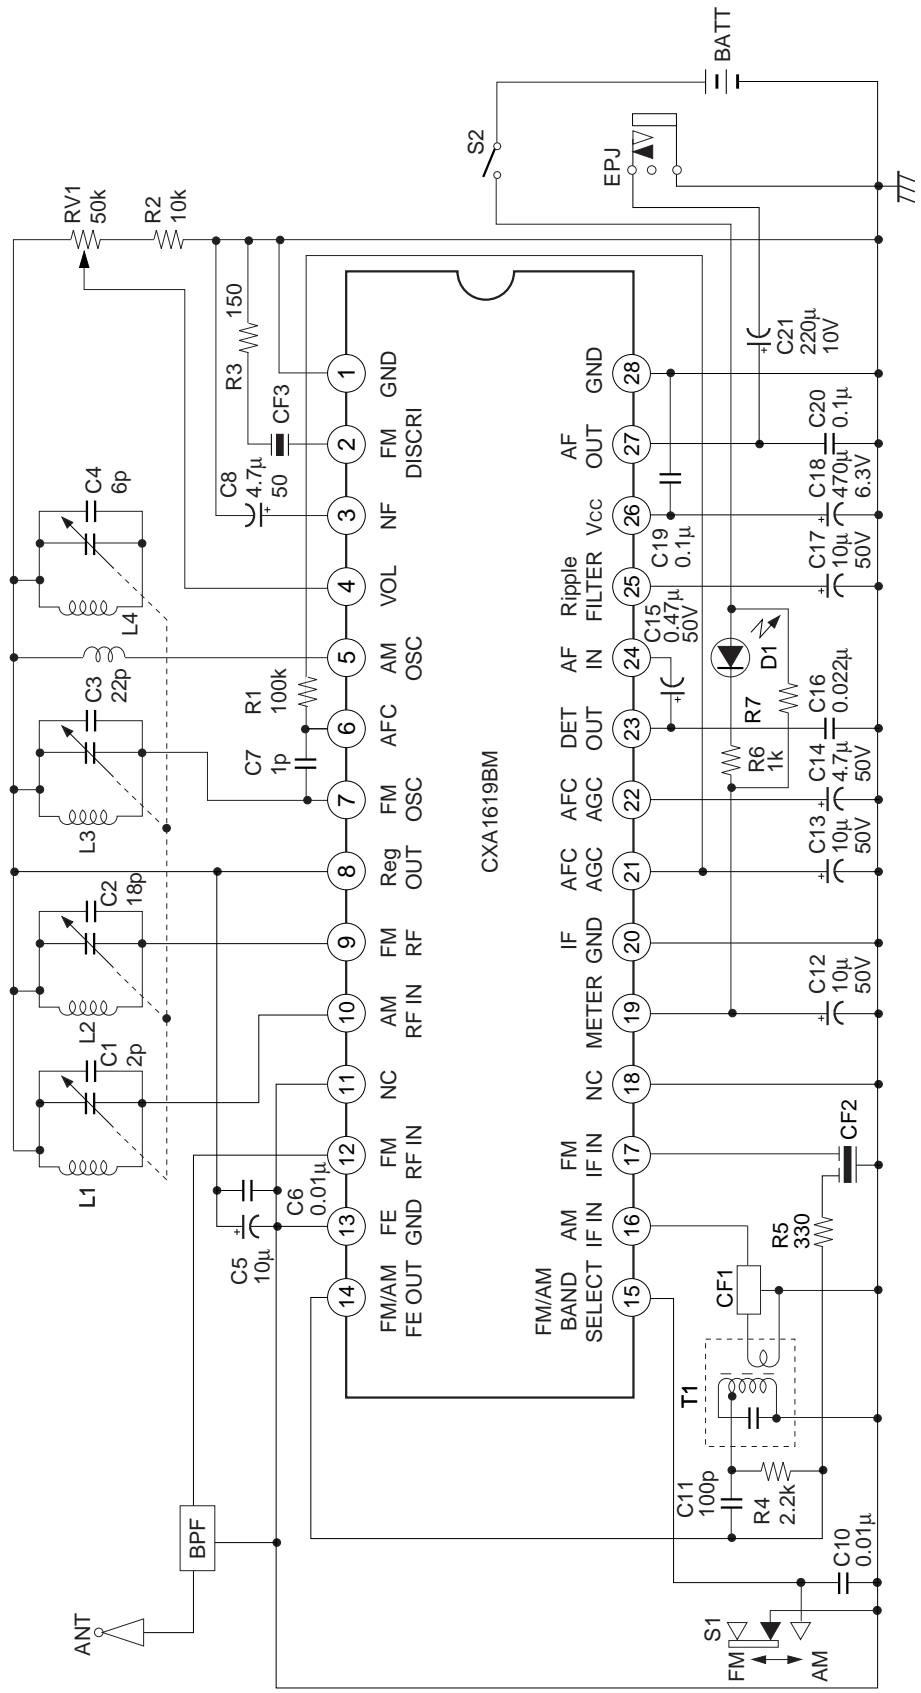 ANT
BPF
L1
C1
2p
L2
C2
18p
L3
C3
22p
L4
C4
6p
RV1
50k
R2
10k
C5
10μ
C6
0.01μ
C7
1p
R1
100k
C8
4.7μ
50
R3
150
CF3
14
13
12
11
10
9
8
7
6
5
4
3
2
1
FM/AM
FE OUT
FE
GND
FM
RF IN
NC
AM
RF IN
FM
RF
Reg
OUT
FM
OSC
AFC
AM
OSC
VOL
NF
FM
DISCRI
GND
CXA1619BM
FM/AM
BAND
SELECT
AM
IF IN
FM
IF IN
NC
METER
IF
GND
AFC
AGC
AFC
AGC
DET
OUT
AF
IN
Ripple
FILTER
Vcc
AF
OUT
GND
15
16
17
18
19
20
21
22
23
24
25
26
27
28
S1
FM
AM
C10
0.01μ
C11
100p
R4
2.2k
T1
CF1
R5
330
CF2
C12
10μ
50V
C13
10μ
50V
C14
4.7μ
50V
R6
1k
R7
D1
C16
0.022μ
C15
0.47μ
50V
C17
10μ
50V
C19
0.1μ
C18
470μ
6.3V
C20
0.1μ
C21
220μ
10V
S2
EPJ
BATT